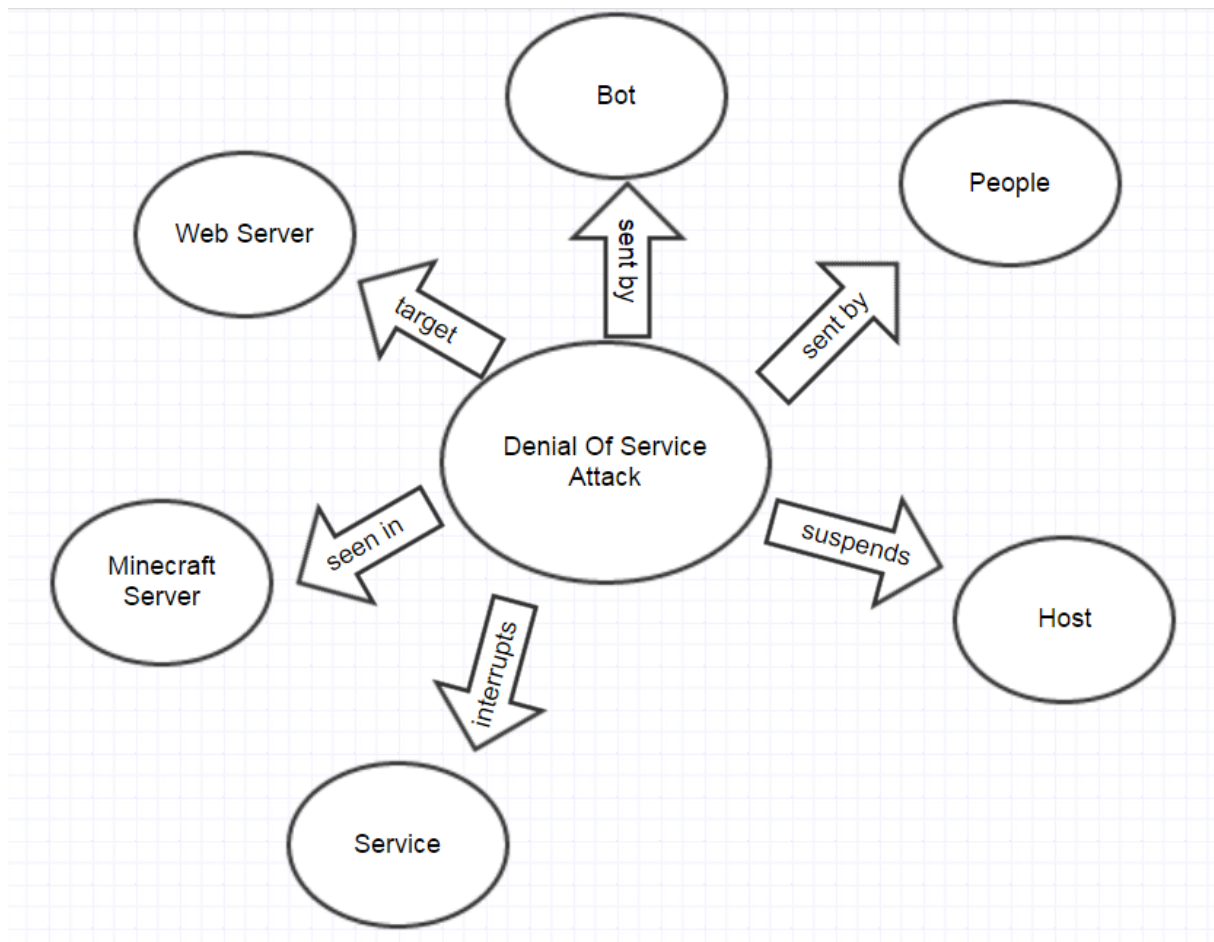 Bot
People
Web Server
sent by
target
sent by
Denial Of Service
Attack
seen in
suspends
Minecraft
Server
Host
interrupts
Service